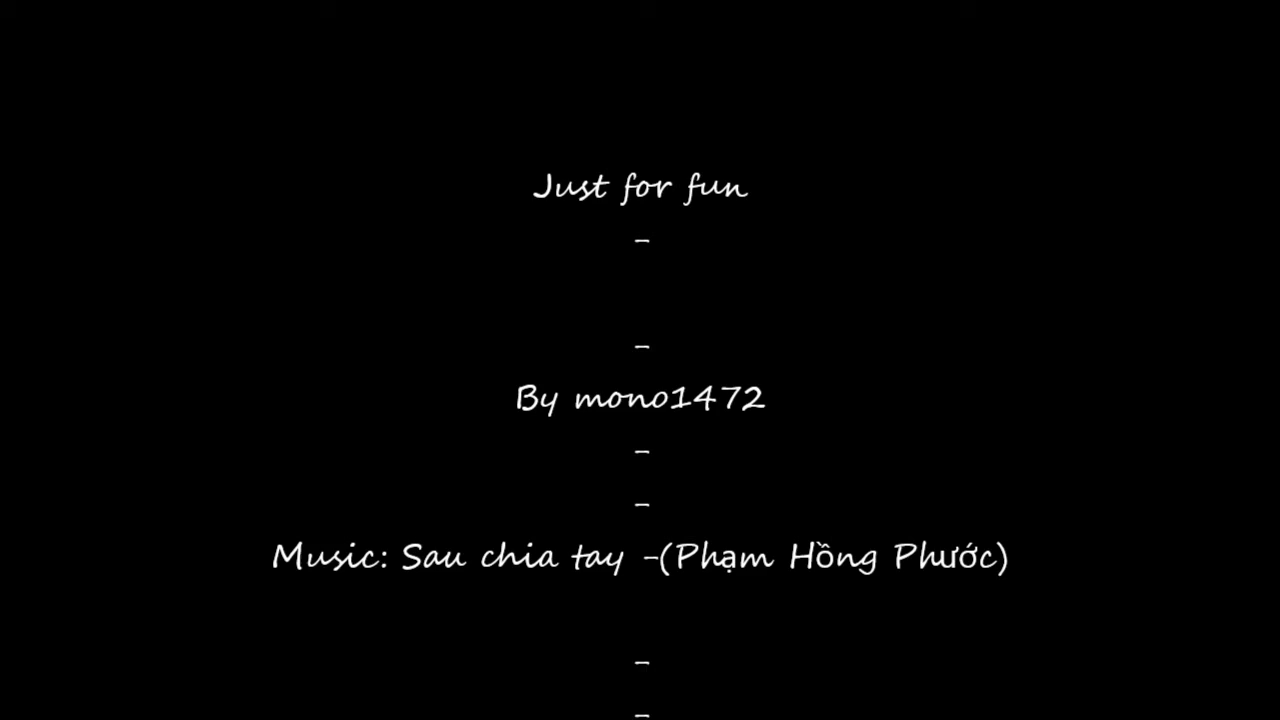 Just for fun
-
-
By mono1472
-
-
Music: Sau chia tay -(Phạm Hồng Phước)
-
-